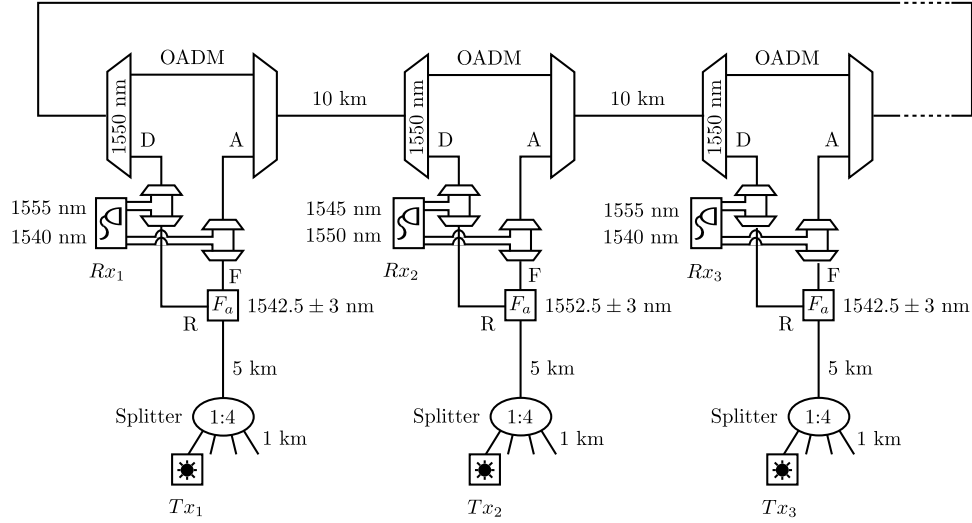 OADM
OADM
OADM
1550 nm
10 km
1550 nm
10 km
1550 nm
D
A
D
A
D
A
1555 nm
1540 nm
1545 nm
1550 nm
1555 nm
1540 nm
Rx1
F
Rx2
F
Rx3
F
Fa
1542.5 ± 3 nm
Fa
1552.5 ± 3 nm
Fa
1542.5 ± 3 nm
R
R
R
5 km
5 km
5 km
Splitter
1:4
Splitter
1:4
Splitter
1:4
1 km
1 km
1 km
Tx1
Tx2
Tx3